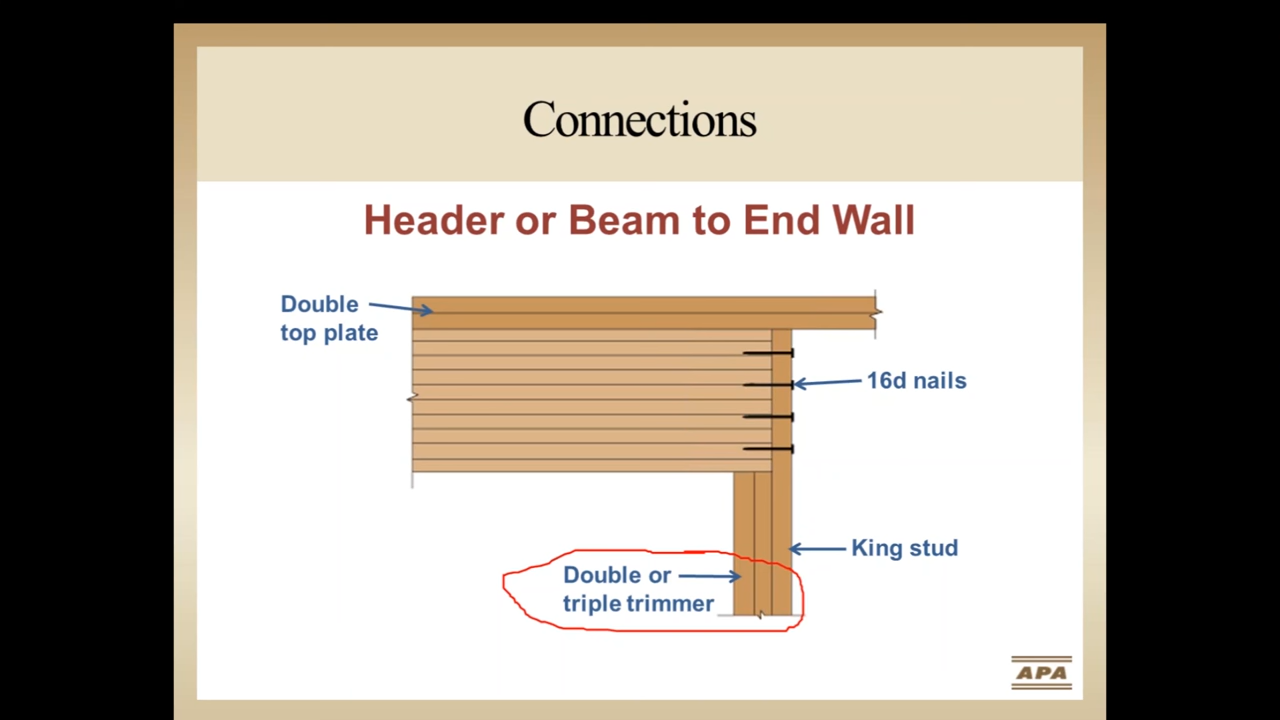 Connections
Header or Beam to End Wall
Double
top plate
16d nails
King stud
Double or
triple trimmer
APA